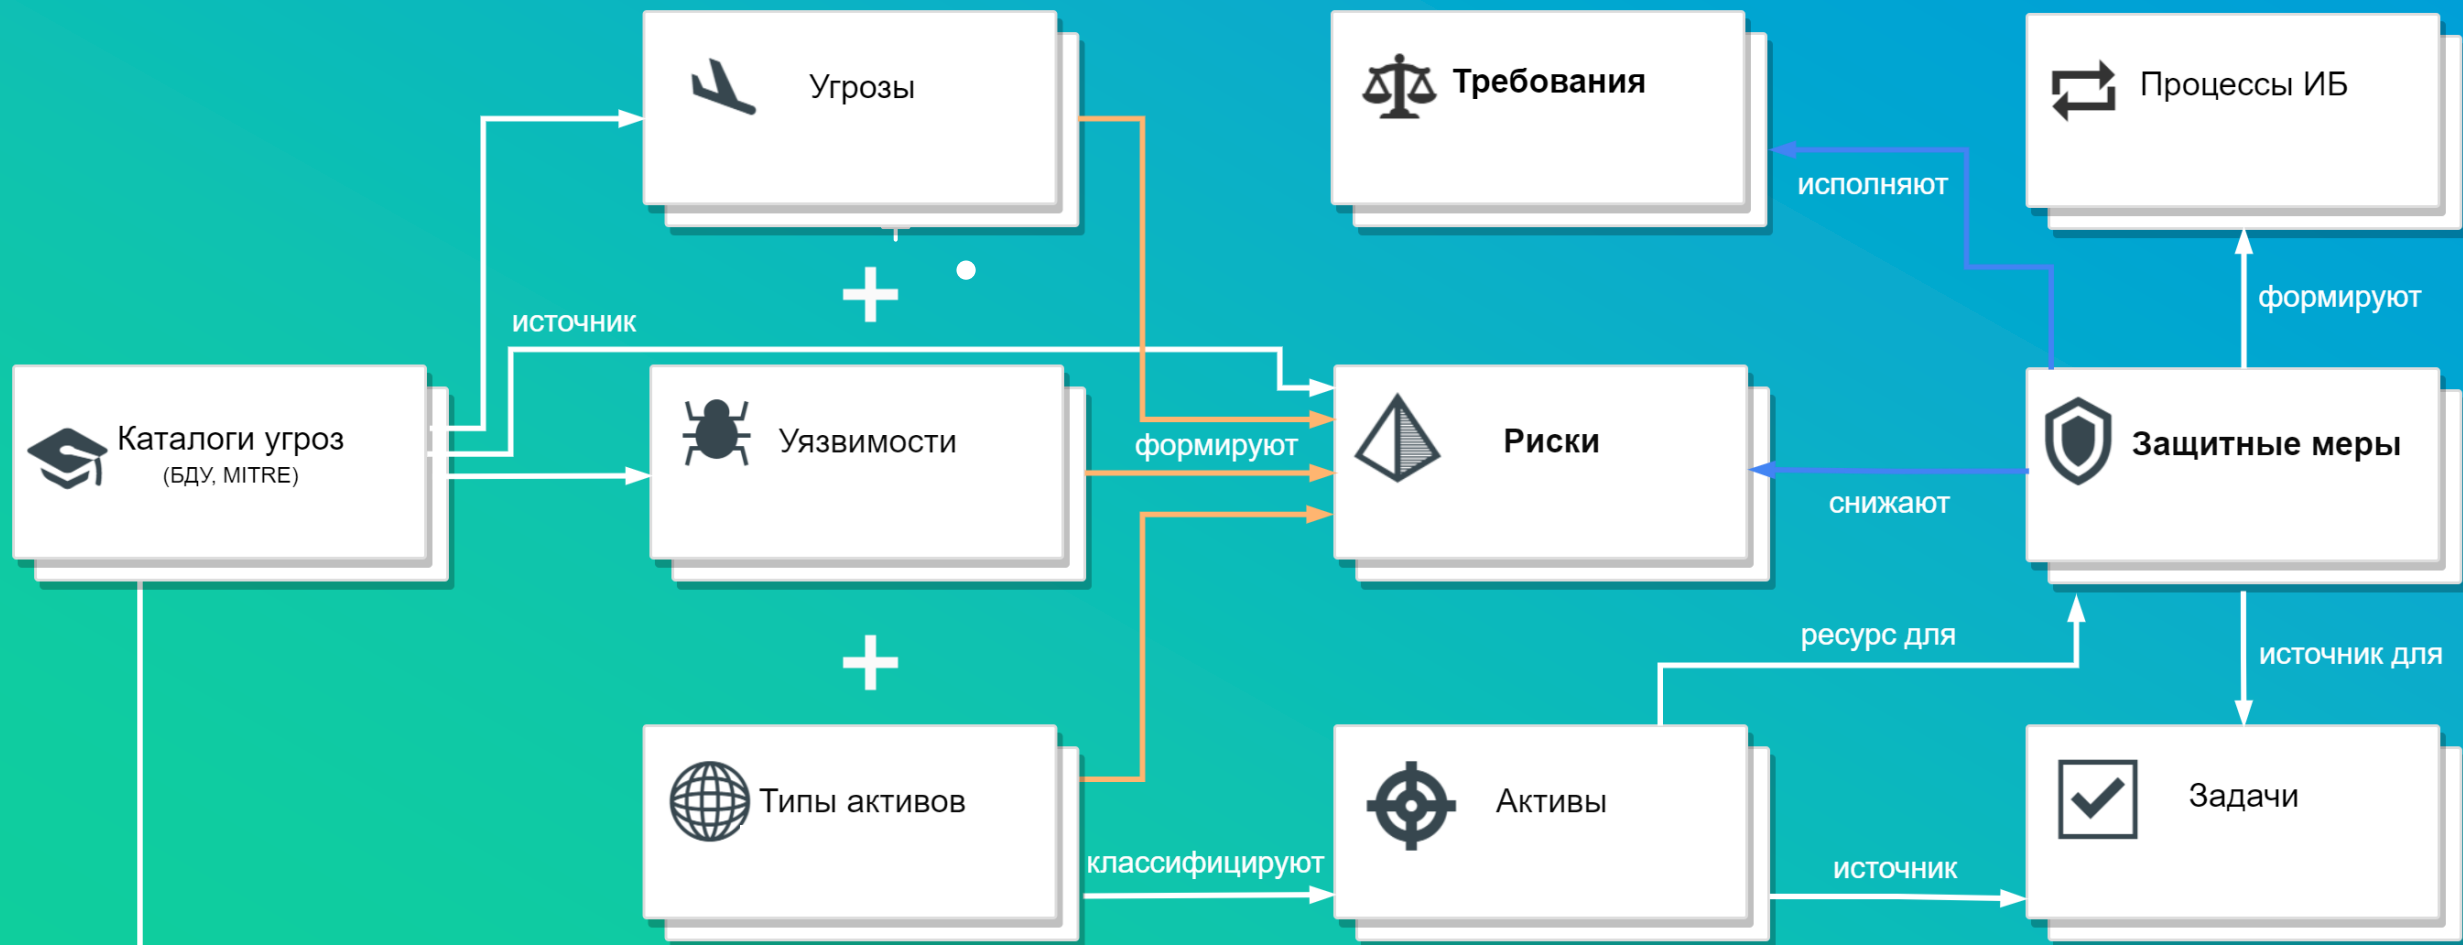 Угрозы
Требования
Процессы ИБ
исполняют
формируют
источник
Каталоги угроз
(БДУ, MITRE)
Уязвимости
формируют
Риски
Защитные меры
снижают
ресурс для
источник для
Типы активов
Активы
Задачи
классифицируют
источник